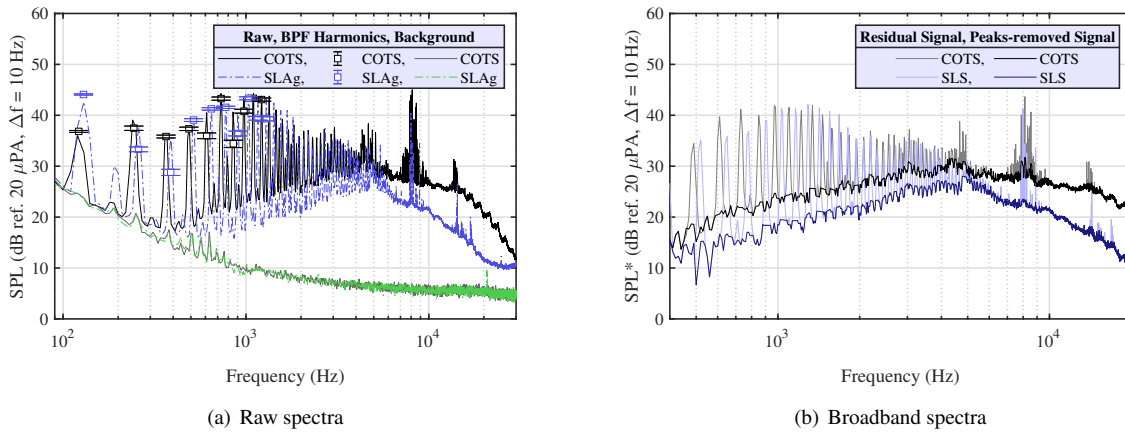 60
50
40
30
20
10
0
SPL (dB ref. 20 μPA, Δf = 10 Hz)
10²
10³
10⁴
Frequency (Hz)
Raw, BPF Harmonics, Background
COTS, COTS, COTS
SLAg, SLAg, SLAg
(a) Raw spectra
60
50
40
30
20
10
0
SPL* (dB ref. 20 μPA, Δf = 10 Hz)
10³
10⁴
Frequency (Hz)
Residual Signal, Peaks-removed Signal
COTS, COTS
SLS, SLS
(b) Broadband spectra